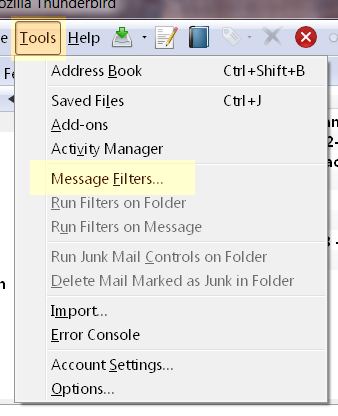 ozilla Thunderbird
e Tools Help
Fe
Address Book Ctrl+Shift+B
Saved Files Ctrl+J
Add-ons
Activity Manager
Message Filters...
Run Filters on Folder
Run Filters on Message
Run Junk Mail Controls on Folder
Delete Mail Marked as Junk in Folder
Import...
Error Console
Account Settings...
Options...